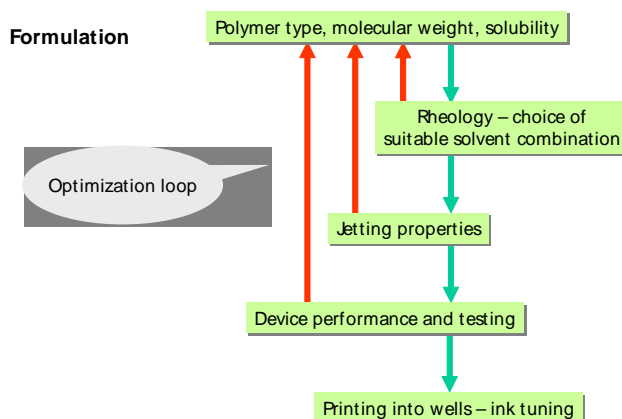 Polymer type, molecular weight, solubility
Formulation
Rheology – choice of
suitable solvent combination
Optimization loop
Jetting properties
Device performance and testing
Printing into wells – ink tuning